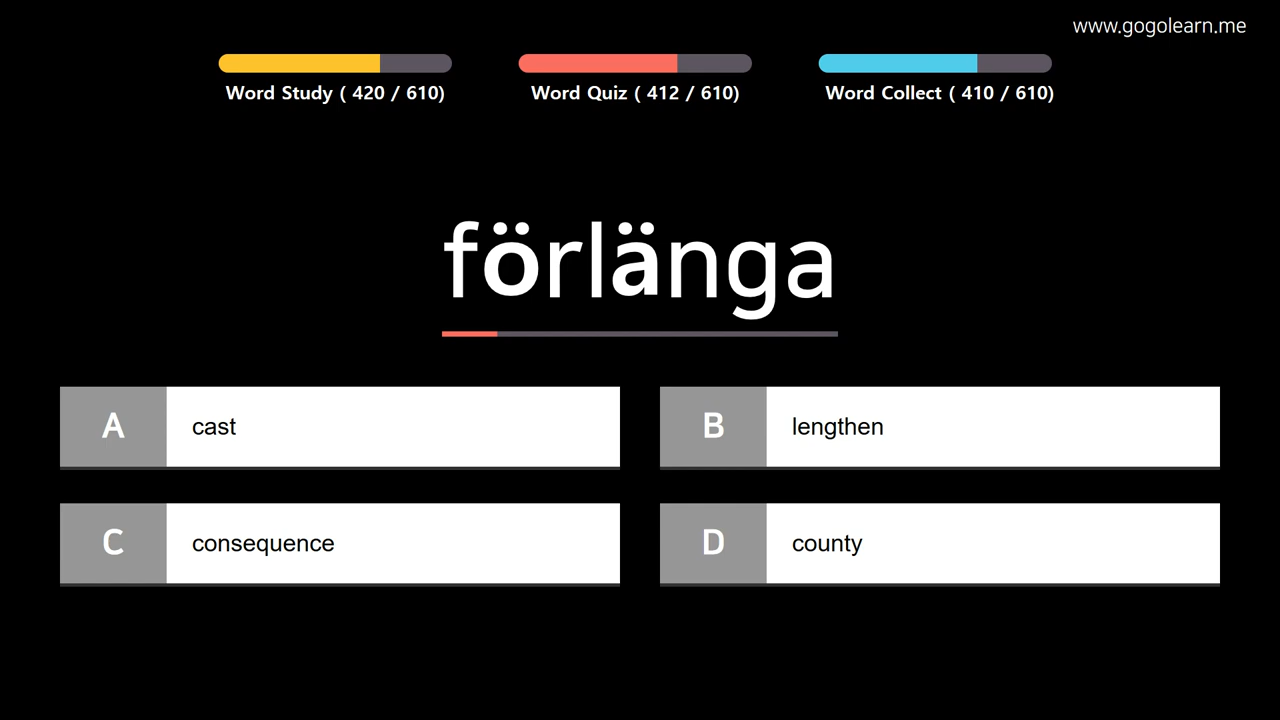 www.gogolearn.me
Word Study ( 420 / 610)
Word Quiz ( 412 / 610)
Word Collect ( 410 / 610)
förlänga
A cast
B lengthen
C consequence
D county